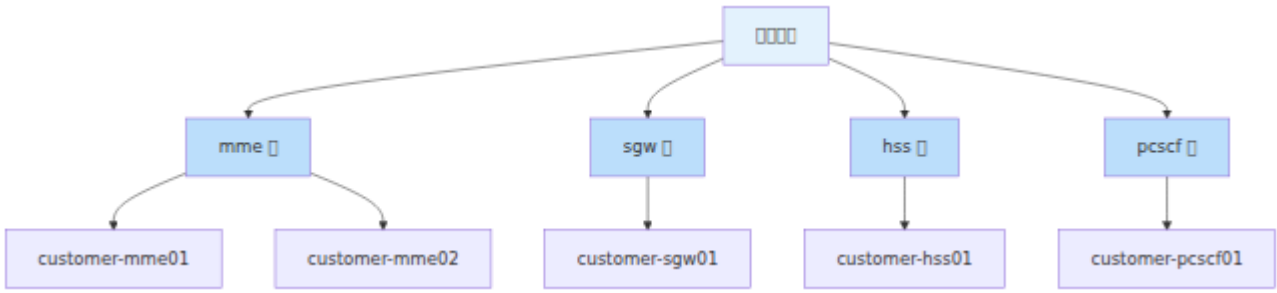 mme
sgw
hss
pcscf
customer-mme01
customer-mme02
customer-sgw01
customer-hss01
customer-pcscf01